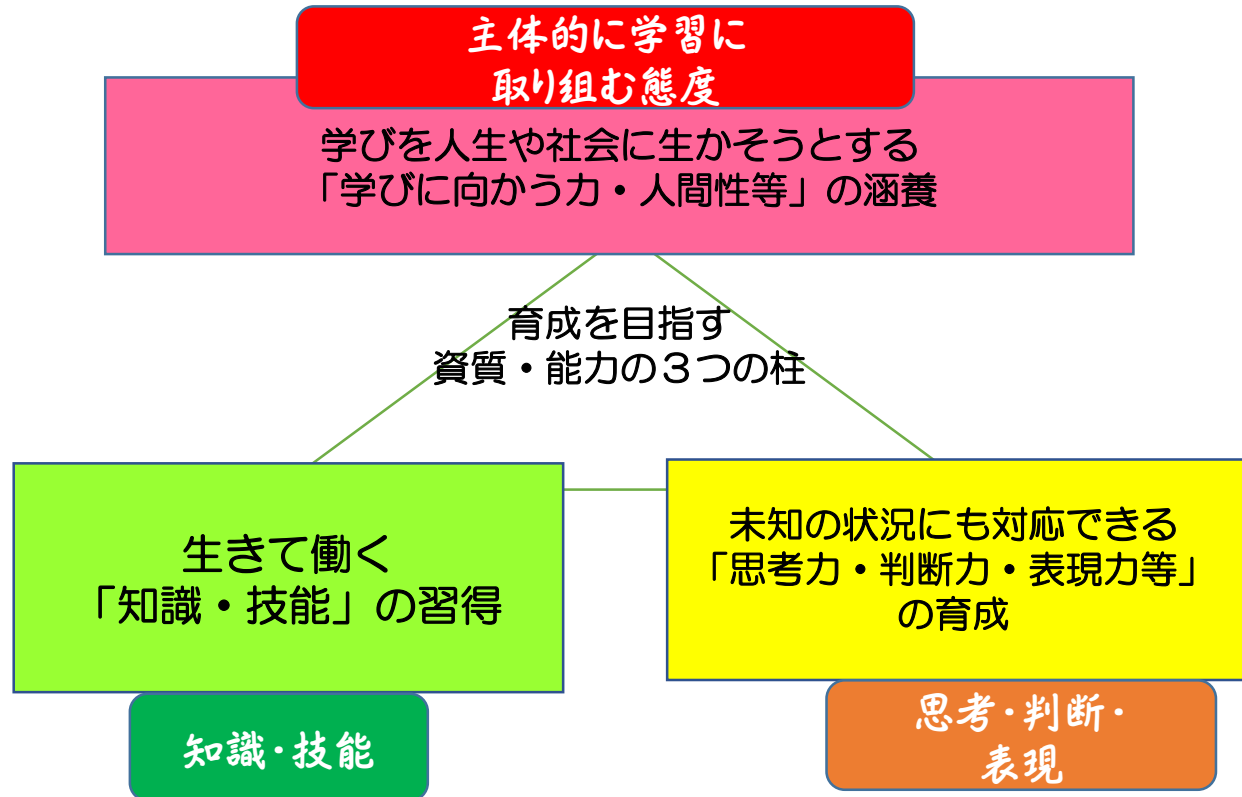 主体的に学習に
取り組む態度
学びを人生や社会に生かそうとする
「学びに向かう力・人間性等」の涵養
育成を目指す
資質・能力の３つの柱
生きて働く
「知識・技能」の習得
未知の状況にも対応できる
「思考力・判断力・表現力等」
の育成
知識・技能
思考・判断・
表現